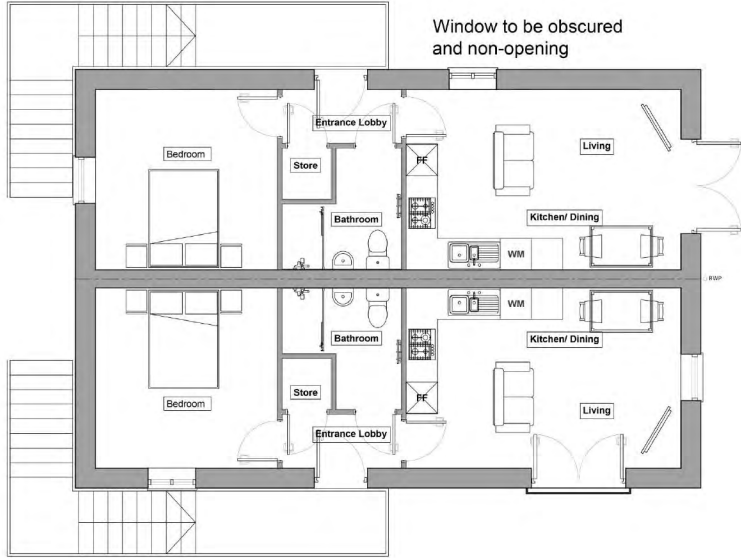 Window to be obscured
and non-opening
Entrance Lobby
Bedroom
Store
FF
Living
Bathroom
Kitchen/ Dining
WM
RWP
WM
Bathroom
Kitchen/ Dining
Store
FF
Bedroom
Living
Entrance Lobby